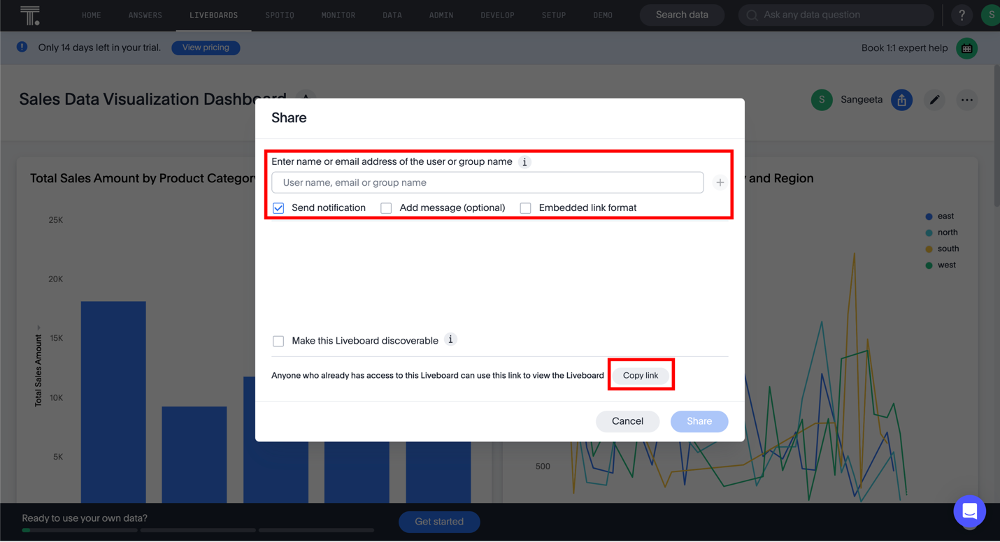 HOME ANSWERS LIVEBOARDS SPOTIQ MONITOR DATA ADMIN DEVELOP SETUP DEMO Search data Ask any data question ? S
Only 14 days left in your trial. View pricing Book 1:1 expert help
Sales Data Visualization Dashboard S Sangeeta
Share
Enter name or email address of the user or group name i
User name, email or group name +
Send notification Add message (optional) Embedded link format
Make this Liveboard discoverable i
Anyone who already has access to this Liveboard can use this link to view the Liveboard Copy link
Cancel Share
Total Sales Amount by Product Category
25K
20K
15K
10K
5K
Total Sales Amount
y and Region
east
north
south
west
500
Ready to use your own data? Get started